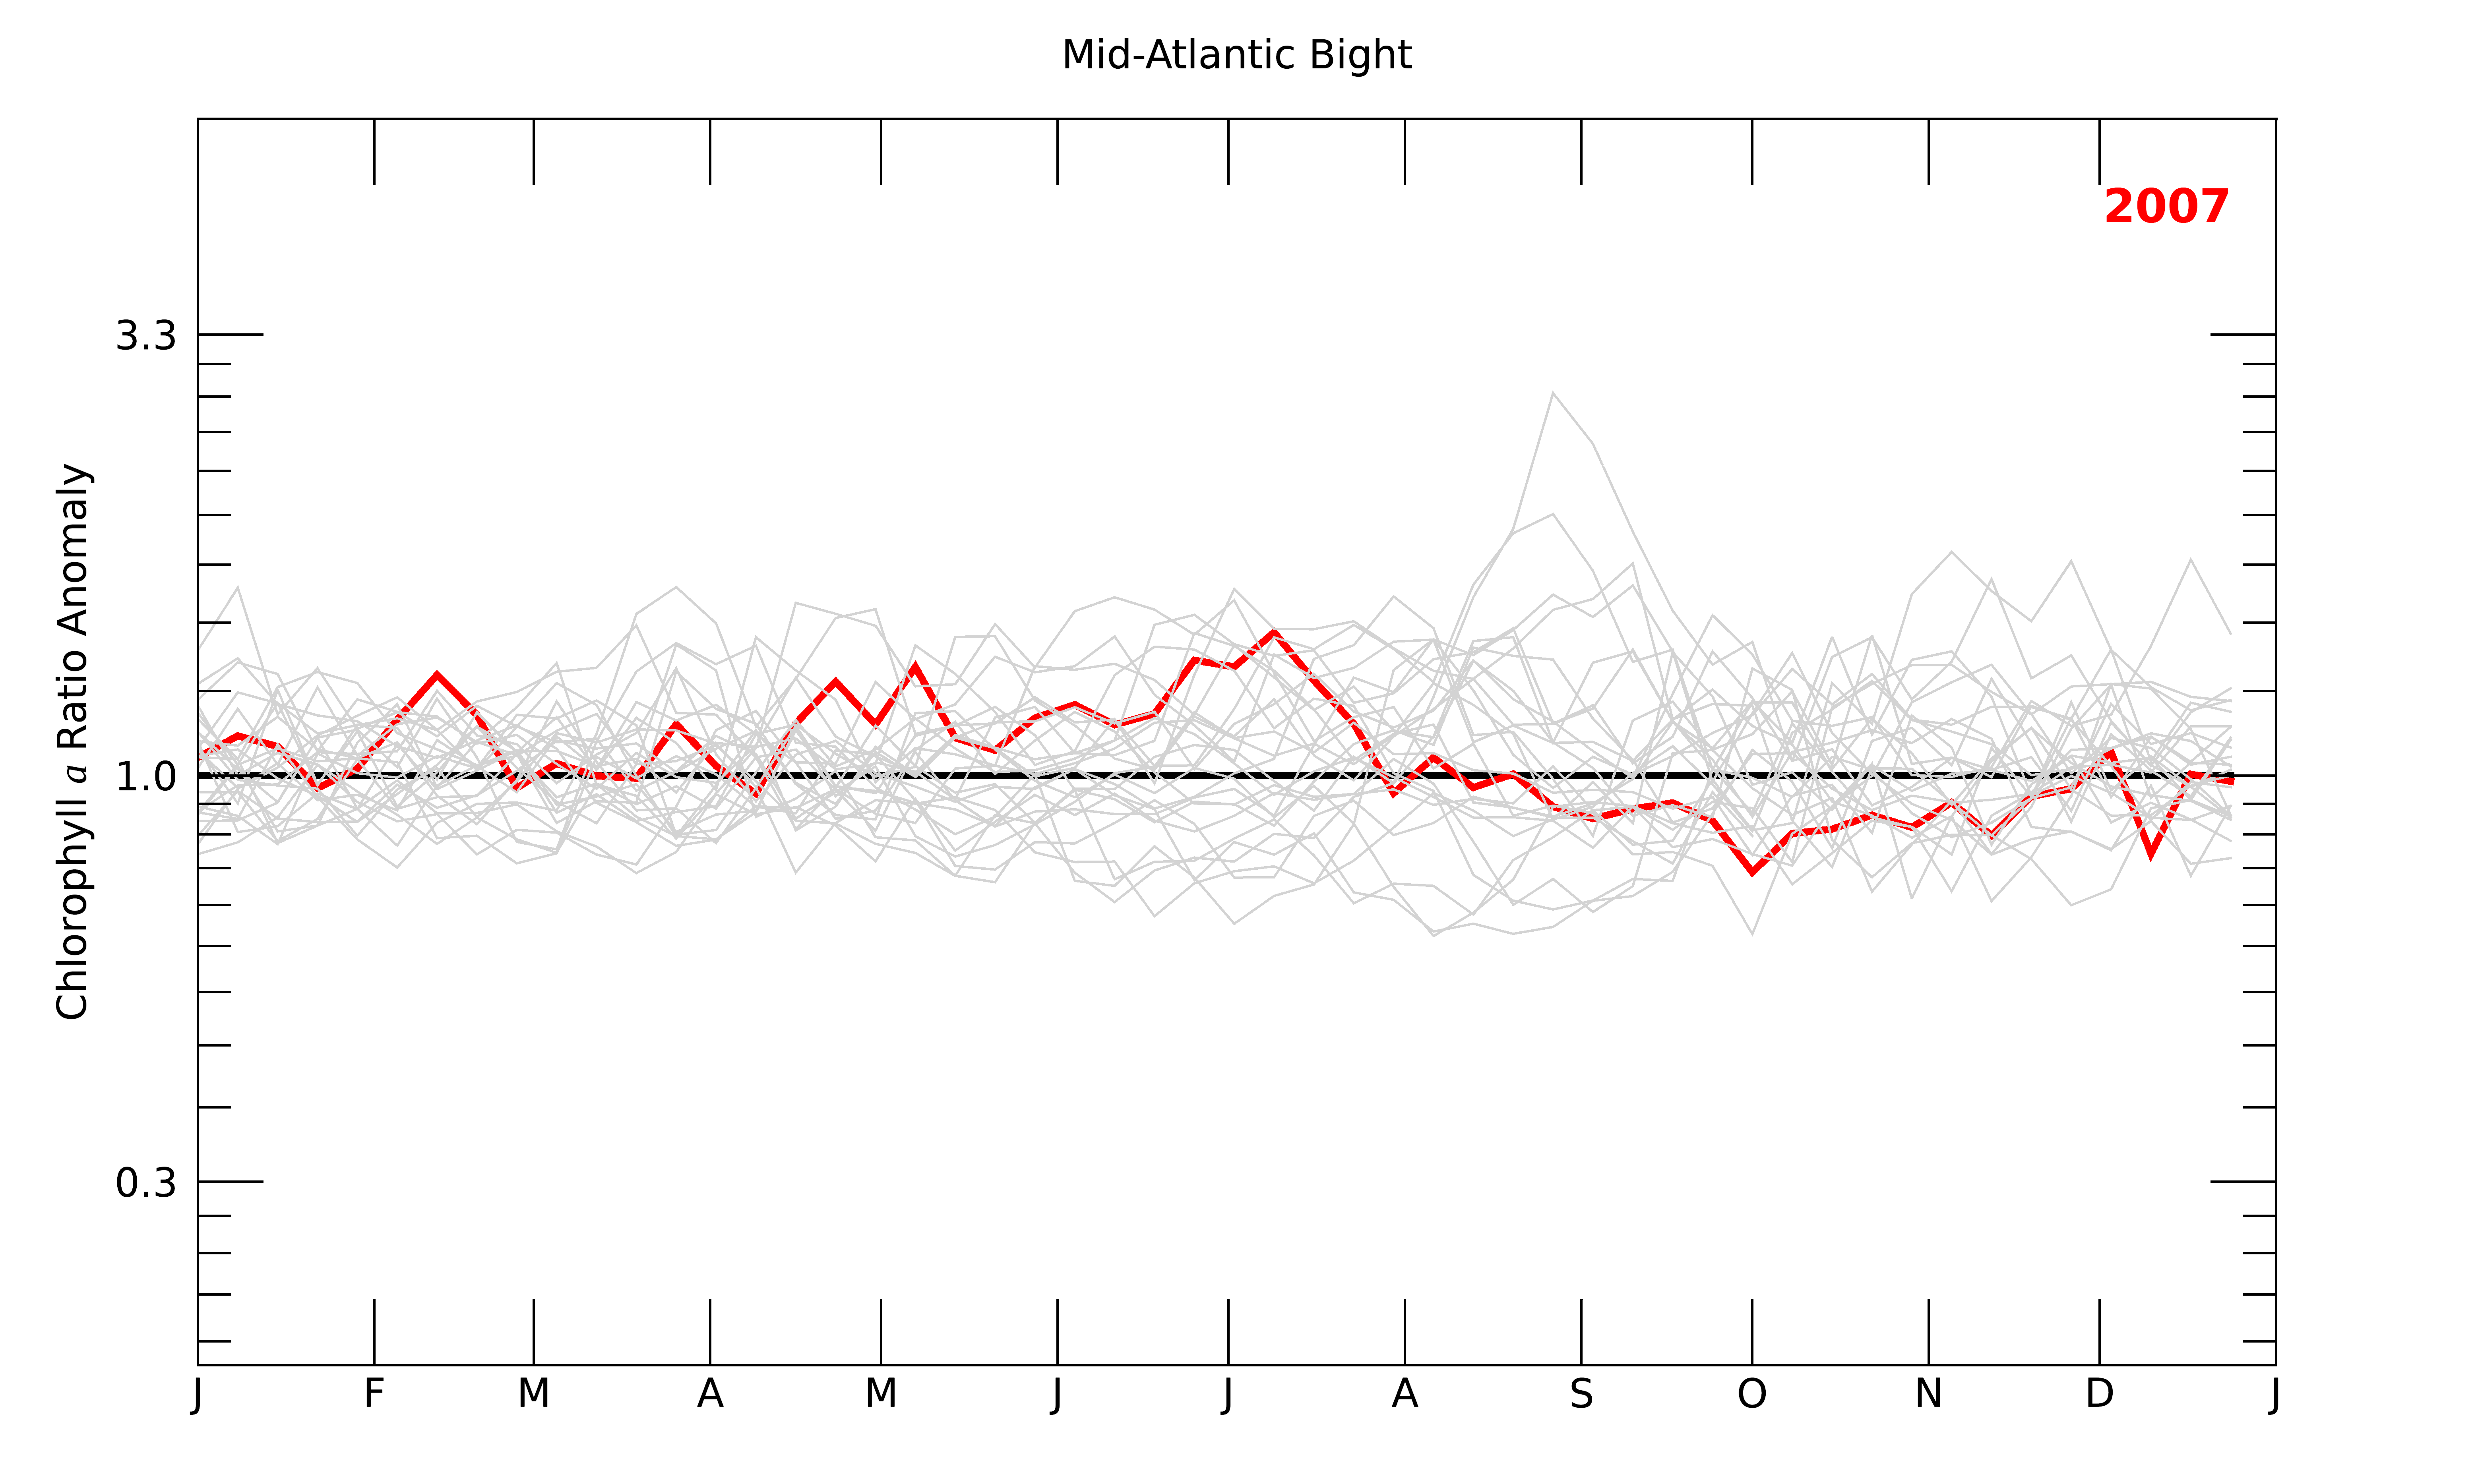 Mid-Atlantic Bight
2007
Chlorophyll a Ratio Anomaly
3.3
1.0
0.3
J F M A M J J A S O N D J